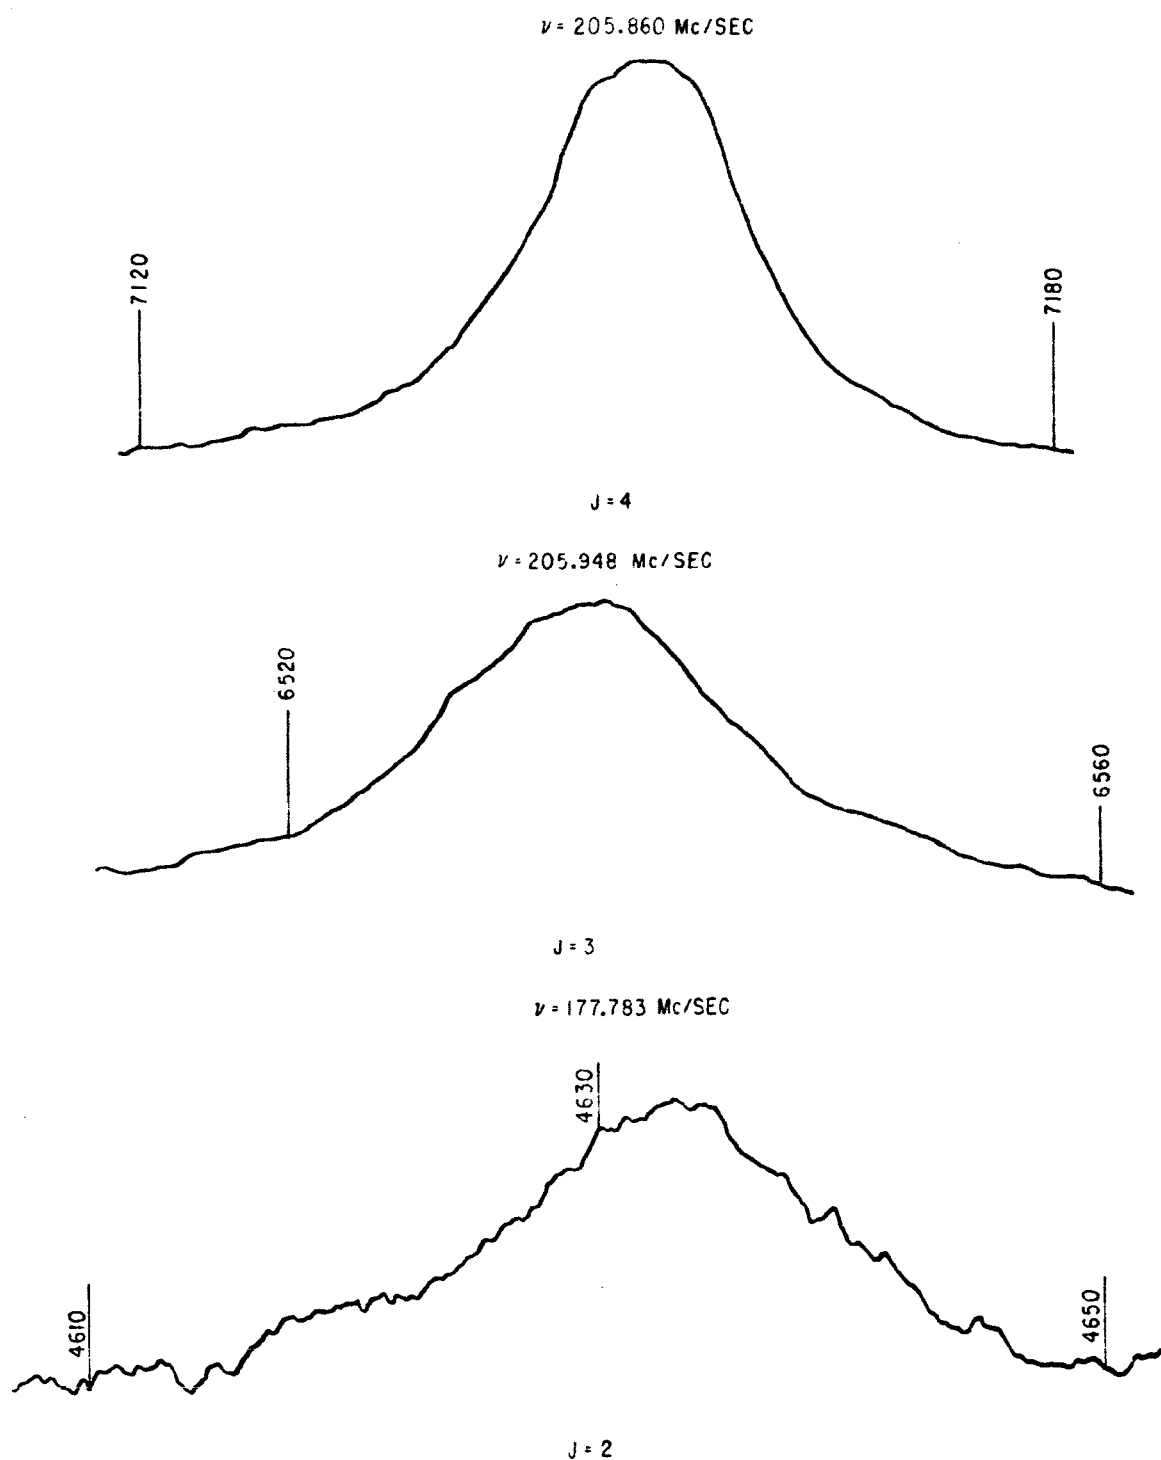 ν = 205.860 Mc/SEC
7120
7180
J = 4
ν = 205.948 Mc/SEC
6520
6560
J = 3
ν = 177.783 Mc/SEC
4630
4610
4650
J = 2